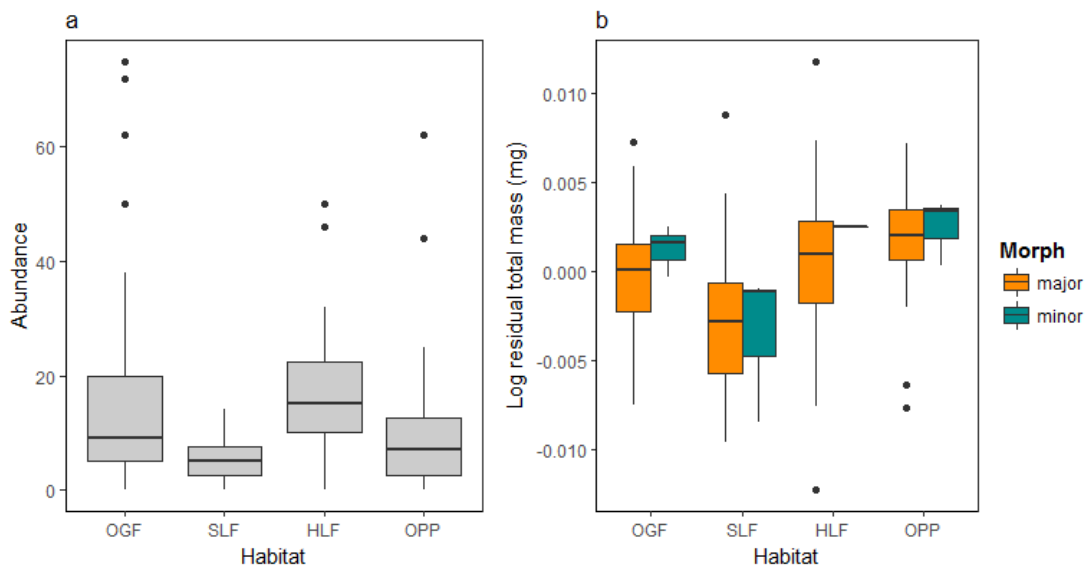 a
Abundance
60
40
20
0
OGF SLF HLF OPP
Habitat
b
Log residual total mass (mg)
0.010
0.005
0.000
-0.005
-0.010
OGF SLF HLF OPP
Habitat
Morph
major
minor